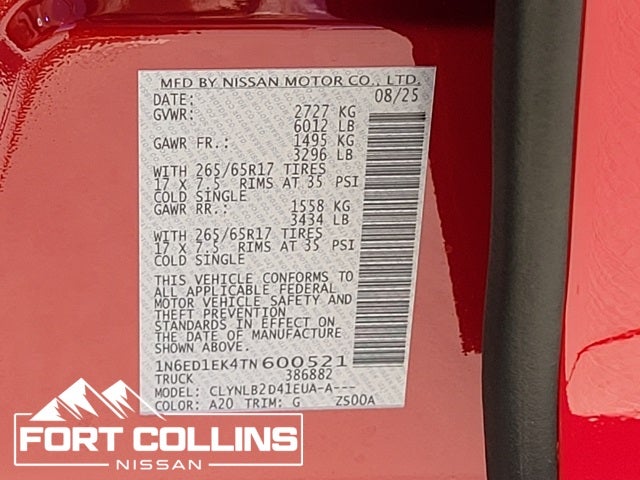 MFD BY NISSAN MOTOR CO., LTD.
DATE: 08/25
GVWR: 2727 KG
6012 LB
GAWR FR.: 1495 KG
3296 LB
WITH 265/65R17 TIRES
17 X 7.5 RIMS AT 35 PSI
COLD SINGLE
GAWR RR.: 1558 KG
3434 LB
WITH 265/65R17 TIRES
17 X 7.5 RIMS AT 35 PSI
COLD SINGLE
THIS VEHICLE CONFORMS TO
ALL APPLICABLE FEDERAL
MOTOR VEHICLE SAFETY AND
THEFT PREVENTION
STANDARDS IN EFFECT ON
THE DATE OF MANUFACTURE
SHOWN ABOVE.
1N6ED1EK4TN600521
TRUCK 386882
MODEL: CLYNLB2D41EUA-A---
COLOR: A20 TRIM: G Z500A
FORT COLLINS
NISSAN